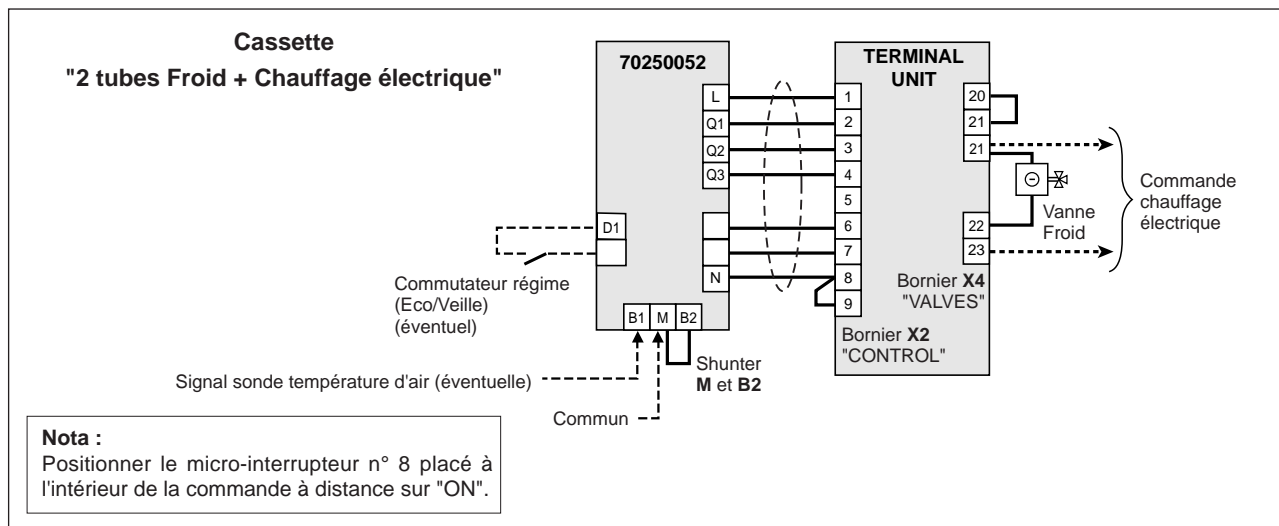 Cassette
"2 tubes Froid + Chauffage électrique"
70250052
TERMINAL
UNIT
L
Q1
Q2
Q3
N
D1
B1
M
B2
1
2
3
4
5
6
7
8
9
20
21
21
22
23
Vanne
Froid
Commande
chauffage
électrique
Bornier X4
"VALVES"
Bornier X2
"CONTROL"
Commutateur régime
(Eco/Veille)
(éventuel)
Shunter
M et B2
Signal sonde température d'air (éventuelle)
Commun
Nota :
Positionner le micro-interrupteur n° 8 placé à
l'intérieur de la commande à distance sur "ON".